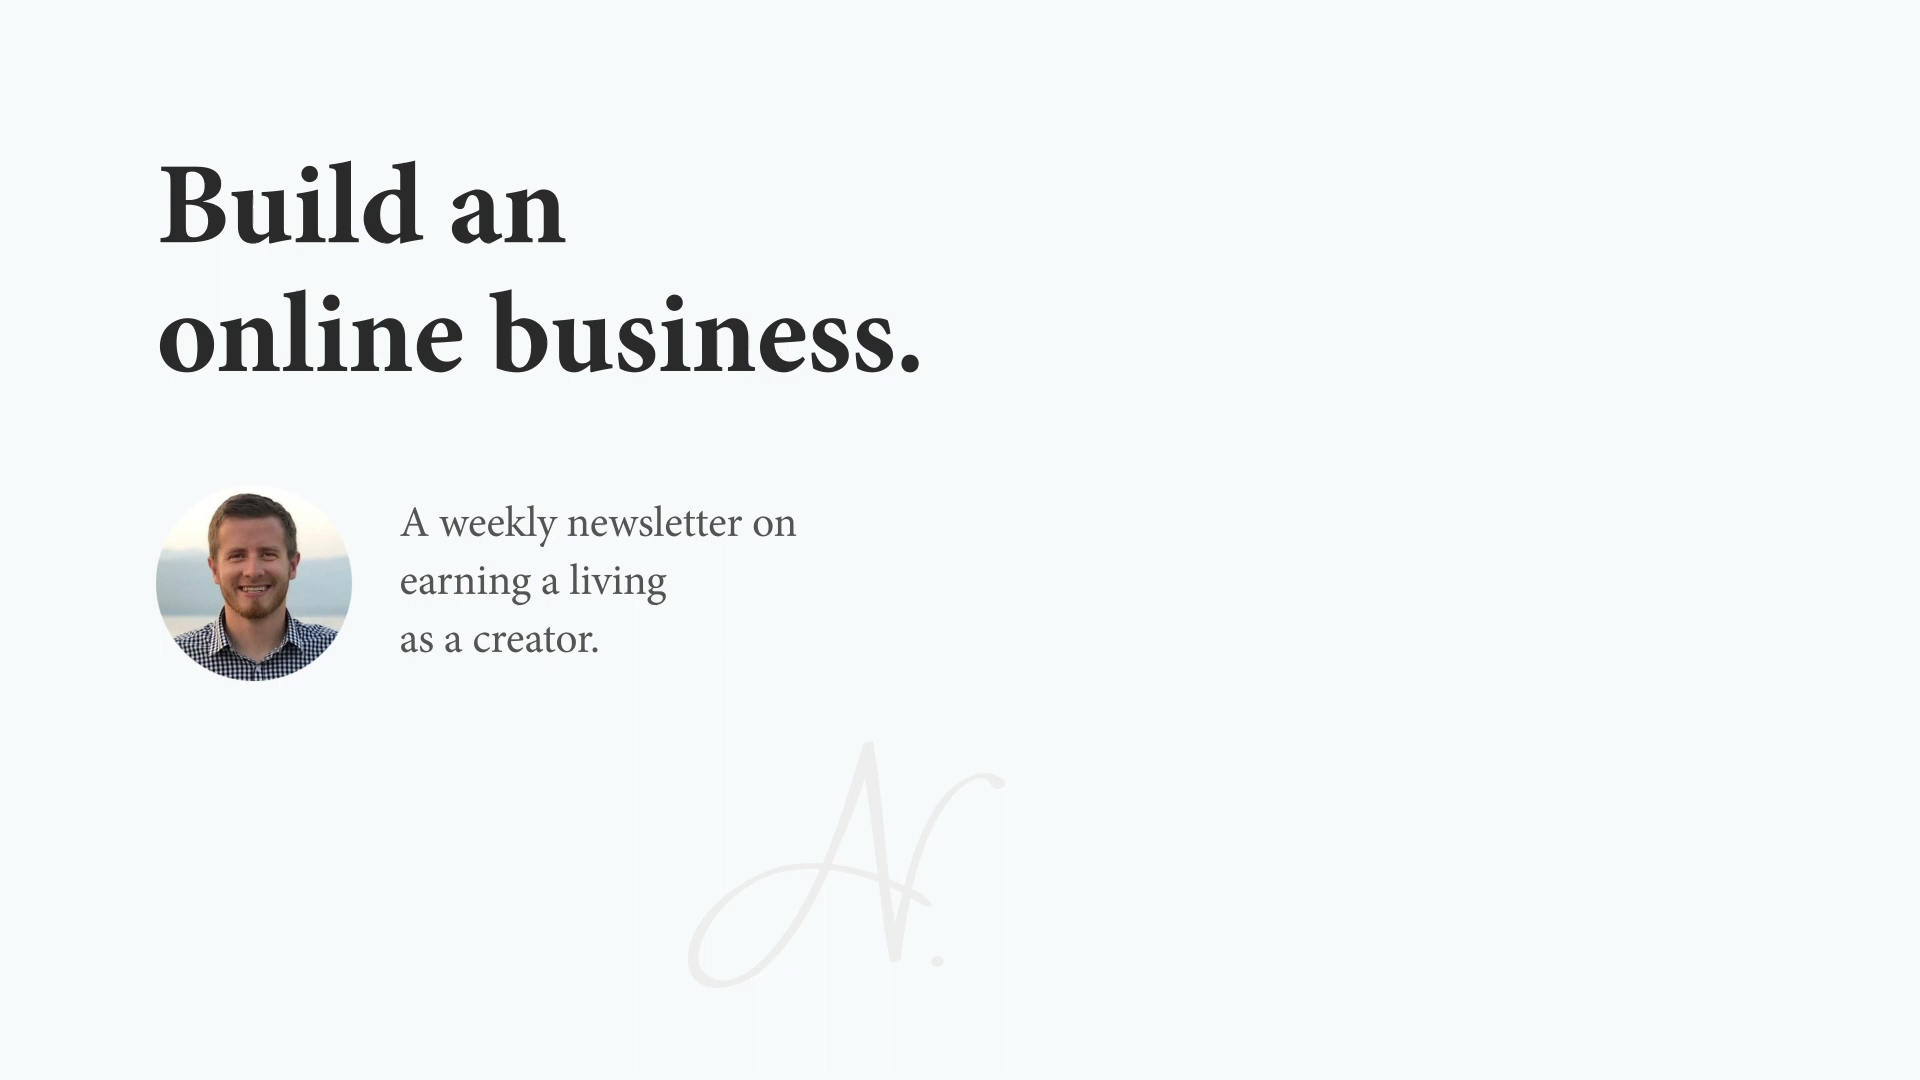 Build an
online business.
A weekly newsletter on
earning a living
as a creator.
N.